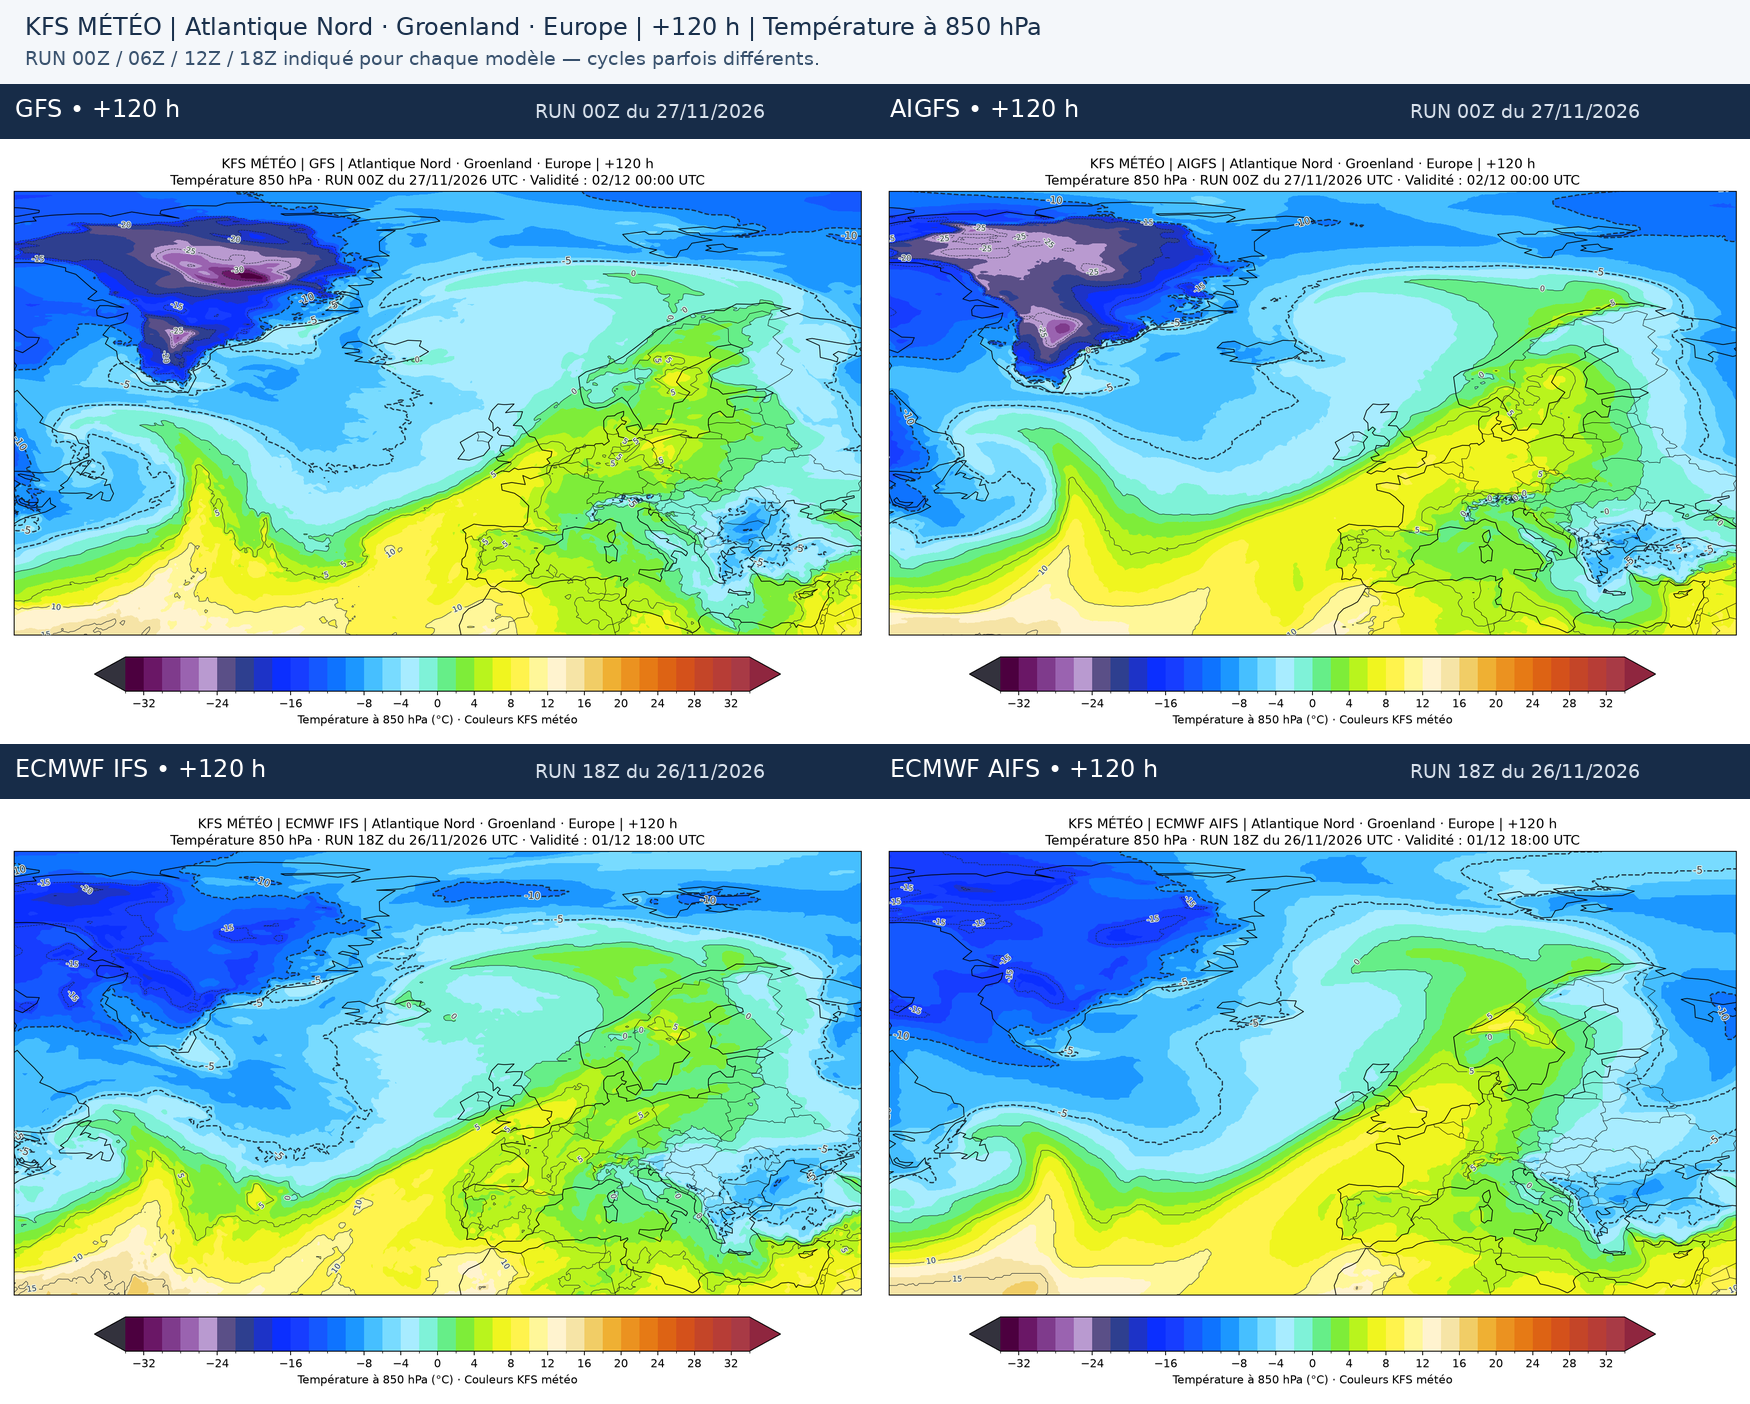 KFS MÉTÉO | Atlantique Nord · Groenland · Europe | +120 h | Température à 850 hPa
RUN 00Z / 06Z / 12Z / 18Z indiqué pour chaque modèle — cycles parfois différents.
GFS • +120 h
RUN 00Z du 27/11/2026
KFS MÉTÉO | GFS | Atlantique Nord · Groenland · Europe | +120 h
Température 850 hPa · RUN 00Z du 27/11/2026 UTC · Validité : 02/12 00:00 UTC
−32 −24 −16 −8 −4 0 4 8 12 16 20 24 28 32
Température à 850 hPa (°C) · Couleurs KFS météo
AIGFS • +120 h
RUN 00Z du 27/11/2026
KFS MÉTÉO | AIGFS | Atlantique Nord · Groenland · Europe | +120 h
Température 850 hPa · RUN 00Z du 27/11/2026 UTC · Validité : 02/12 00:00 UTC
−32 −24 −16 −8 −4 0 4 8 12 16 20 24 28 32
Température à 850 hPa (°C) · Couleurs KFS météo
ECMWF IFS • +120 h
RUN 18Z du 26/11/2026
KFS MÉTÉO | ECMWF IFS | Atlantique Nord · Groenland · Europe | +120 h
Température 850 hPa · RUN 18Z du 26/11/2026 UTC · Validité : 01/12 18:00 UTC
−32 −24 −16 −8 −4 0 4 8 12 16 20 24 28 32
Température à 850 hPa (°C) · Couleurs KFS météo
ECMWF AIFS • +120 h
RUN 18Z du 26/11/2026
KFS MÉTÉO | ECMWF AIFS | Atlantique Nord · Groenland · Europe | +120 h
Température 850 hPa · RUN 18Z du 26/11/2026 UTC · Validité : 01/12 18:00 UTC
−32 −24 −16 −8 −4 0 4 8 12 16 20 24 28 32
Température à 850 hPa (°C) · Couleurs KFS météo